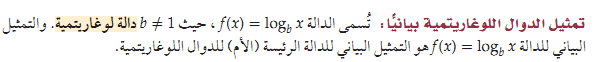 تمثيل الدوال اللوغاريتمية بيانيًّا: تُسمى الدالة f(x) = log_b x ، حيث b ≠ 1 دالة لوغاريتمية. والتمثيل
البياني للدالة f(x) = log_b x هو التمثيل البياني للدالة الرئيسة (الأم) للدوال اللوغاريتمية.